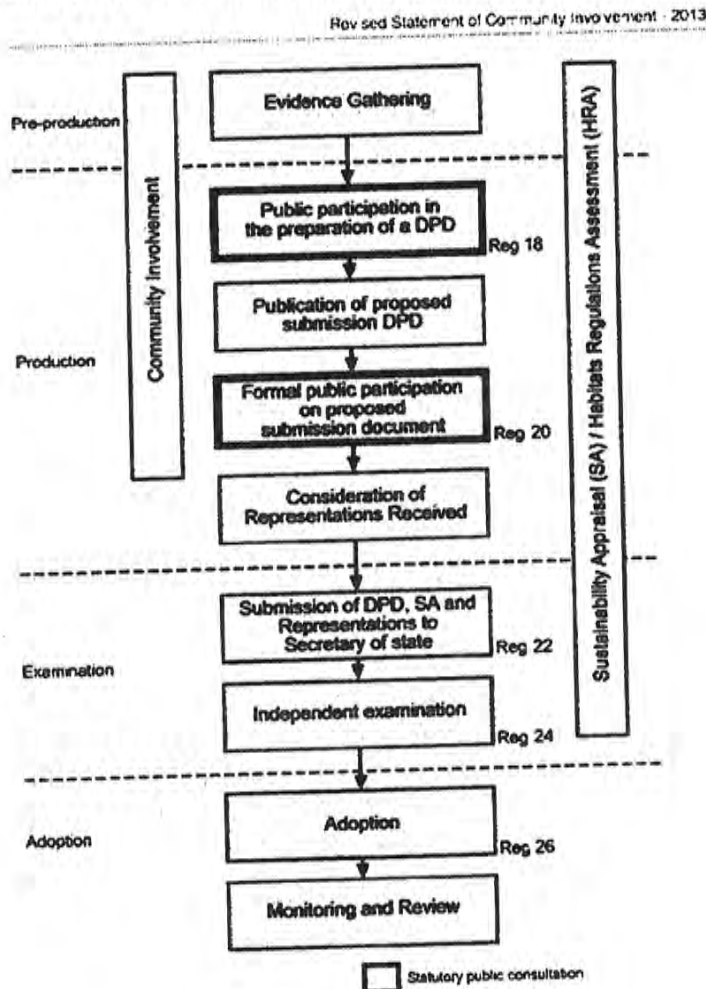 Revised Statement of Community Involvement - 2013
Pre-production
Evidence Gathering
Community Involvement
Sustainability Appraisal (SA) / Habitats Regulations Assessment (HRA)
Production
Public participation in
the preparation of a DPD
Reg 18
Publication of proposed
submission DPD
Formal public participation
on proposed
submission document
Reg 20
Consideration of
Representations Received
Examination
Submission of DPD, SA and
Representations to
Secretary of state
Reg 22
Independent examination
Reg 24
Adoption
Adoption
Reg 26
Monitoring and Review
Statutory public consultation